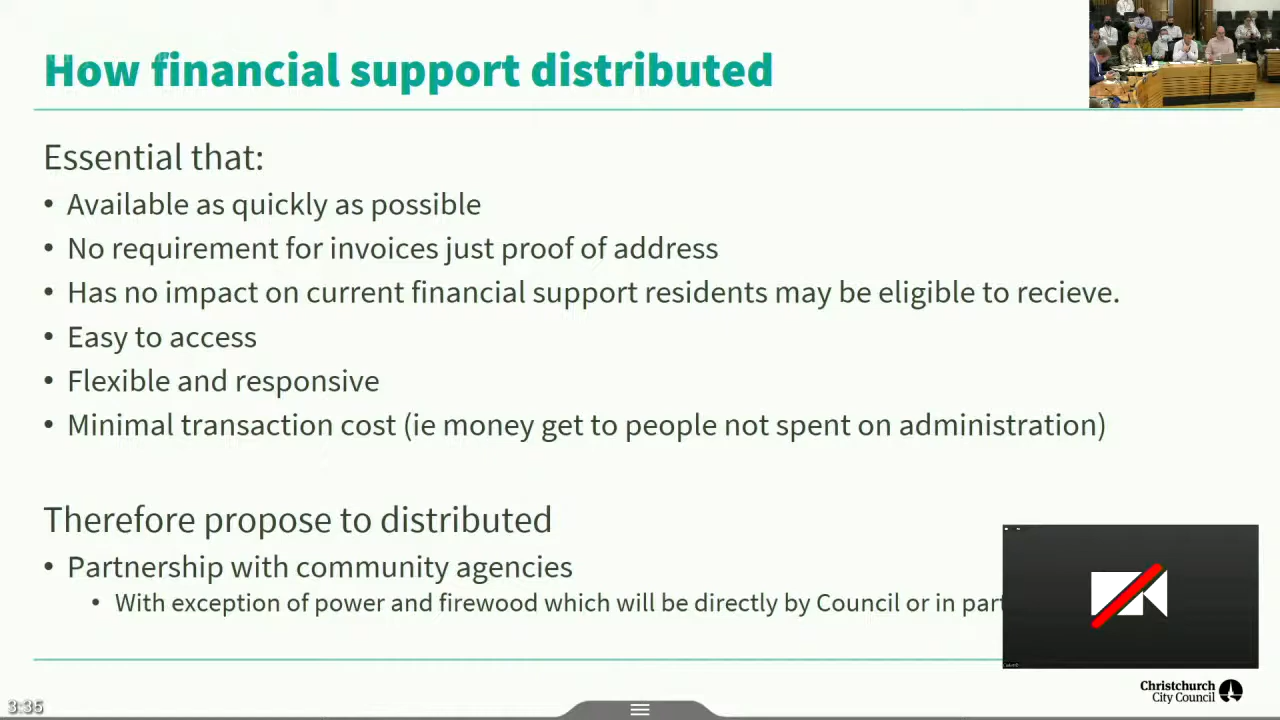 How financial support distributed
Essential that:
• Available as quickly as possible
• No requirement for invoices just proof of address
• Has no impact on current financial support residents may be eligible to recieve.
• Easy to access
• Flexible and responsive
• Minimal transaction cost (ie money get to people not spent on administration)
Therefore propose to distributed
• Partnership with community agencies
• With exception of power and firewood which will be directly by Council or in part
Christchurch
City Council
3:35